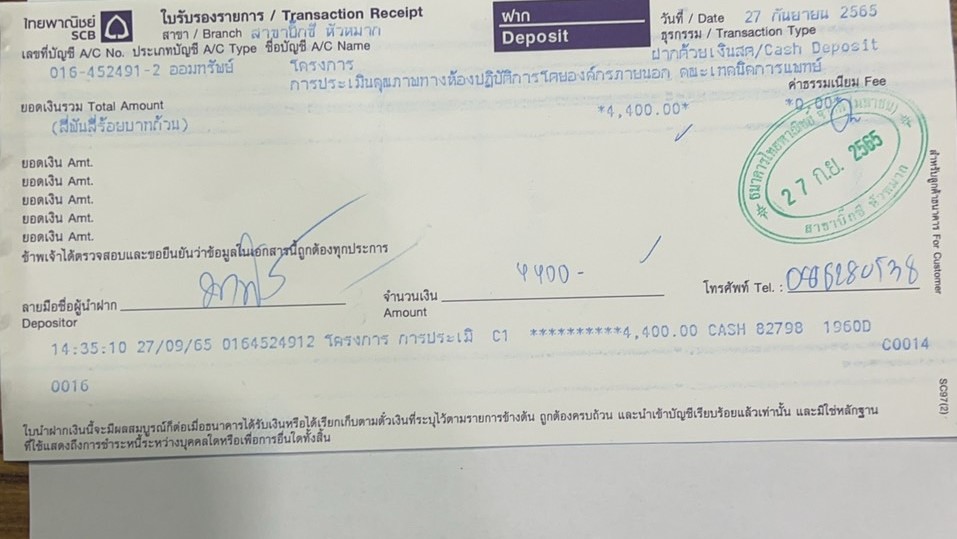 ไทยพาณิชย์
SCB
ใบรับรองรายการ / Transaction Receipt
ฝาก
Deposit
วันที่ / Date 27 กันยายน 2565
สาขา / Branch สาขาบิ๊กซี หัวหมาก
ธุรกรรม / Transaction Type
เลขที่บัญชี A/C No. ประเภทบัญชี A/C Type ชื่อบัญชี A/C Name
ฝากด้วยเงินสด/Cash Deposit
016-452491-2 ออมทรัพย์ โครงการ
การประเมินคุณภาพทางห้องปฏิบัติการโดยองค์กรภายนอก คณะเทคนิคการแพทย์
ค่าธรรมเนียม Fee
ยอดเงินรวม Total Amount *4,400.00* *0.00*
(สี่พันสี่ร้อยบาทถ้วน)
ธนาคารไทยพาณิชย์ จำกัด (มหาชน)
27 ก.ย. 2565
สาขาบิ๊กซี หัวหมาก
ยอดเงิน Amt.
ยอดเงิน Amt.
ยอดเงิน Amt.
ยอดเงิน Amt.
ยอดเงิน Amt.
ข้าพเจ้าได้ตรวจสอบและขอยืนยันว่าข้อมูลในเอกสารนี้ถูกต้องทุกประการ
ลายมือชื่อผู้นำฝาก
Depositor
จำนวนเงิน 4400-
Amount
โทรศัพท์ Tel. : 0886280538
14:35:10 27/09/65 0164524912 โครงการ การประเมิ C1 **********4,400.00 CASH 82798 1960D
C0014
0016
ใบนำฝากเงินนี้จะมีผลสมบูรณ์ก็ต่อเมื่อธนาคารได้รับเงินหรือได้เรียกเก็บตามตั๋วเงินที่ระบุไว้ตามรายการข้างต้น ถูกต้องครบถ้วน และนำเข้าบัญชีเรียบร้อยแล้วเท่านั้น และมิใช่หลักฐาน
ที่ใช้แสดงถึงการชำระหนี้ระหว่างบุคคลใดหรือเพื่อการอื่นใดทั้งสิ้น
สำหรับลูกค้าธนาคาร For Customer
SC97(2)